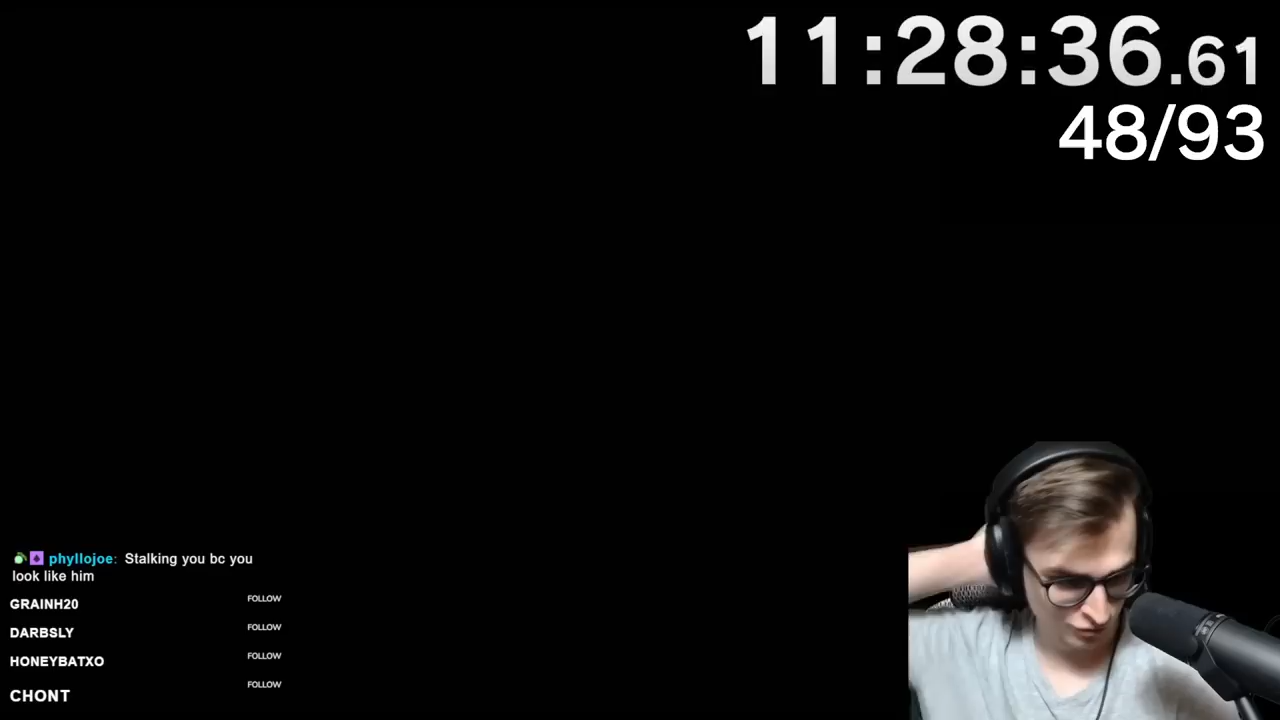 11:28:36.61
48/93
phyllojoe: Stalking you bc you
look like him
GRAINH20 FOLLOW
DARBSLY FOLLOW
HONEYBATXO FOLLOW
CHONT FOLLOW